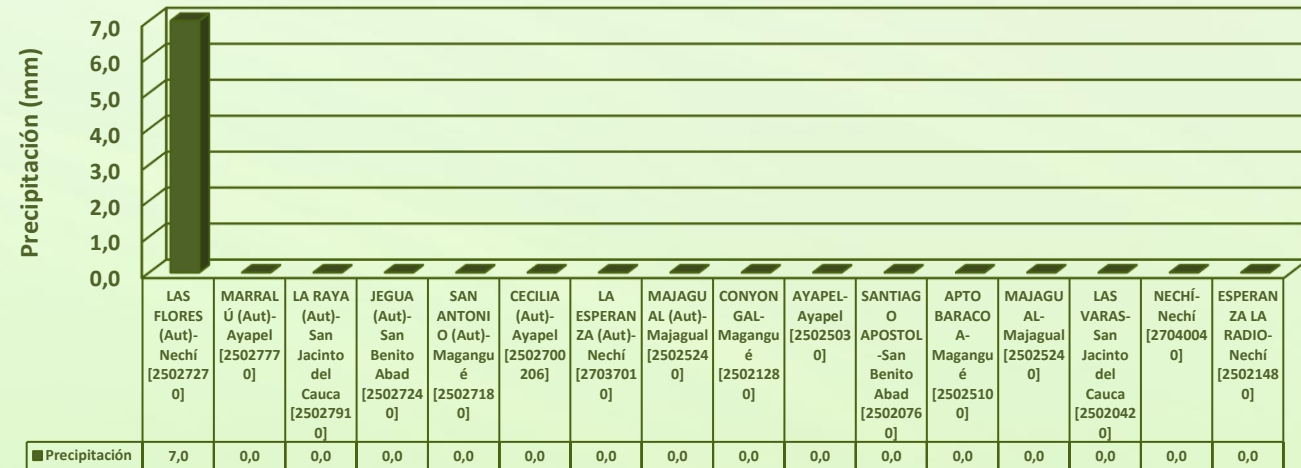 Precipitación (mm)
7,0
6,0
5,0
4,0
3,0
2,0
1,0
0,0
LAS
FLORES
(Aut)-
Nechí
[2502727
0]
MARRAL
Ú (Aut)-
Ayapel
[2502777
0]
LA RAYA
(Aut)-
San
Jacinto
del
Cauca
[2502791
0]
JEGUA
(Aut)-
San
Benito
Abad
[2502724
0]
SAN
ANTONI
O (Aut)-
Magangu
é
[2502718
0]
CECILIA
(Aut)-
Ayapel
[2502700
206]
LA
ESPERAN
ZA (Aut)-
Nechí
[2703701
0]
MAJAGU
AL (Aut)-
Majagual
[2502524
0]
CONYON
GAL-
Magangu
é
[2502128
0]
AYAPEL-
Ayapel
[2502503
0]
SANTIAG
O
APOSTOL
-San
Benito
Abad
[2502076
0]
APTO
BARACO
A-
Magangu
é
[2502510
0]
MAJAGU
AL-
Majagual
[2502524
0]
LAS
VARAS-
San
Jacinto
del
Cauca
[2502042
0]
NECHÍ-
Nechí
[2704004
0]
ESPERAN
ZA LA
RADIO-
Nechí
[2502148
0]
Precipitación 7,0 0,0 0,0 0,0 0,0 0,0 0,0 0,0 0,0 0,0 0,0 0,0 0,0 0,0 0,0 0,0